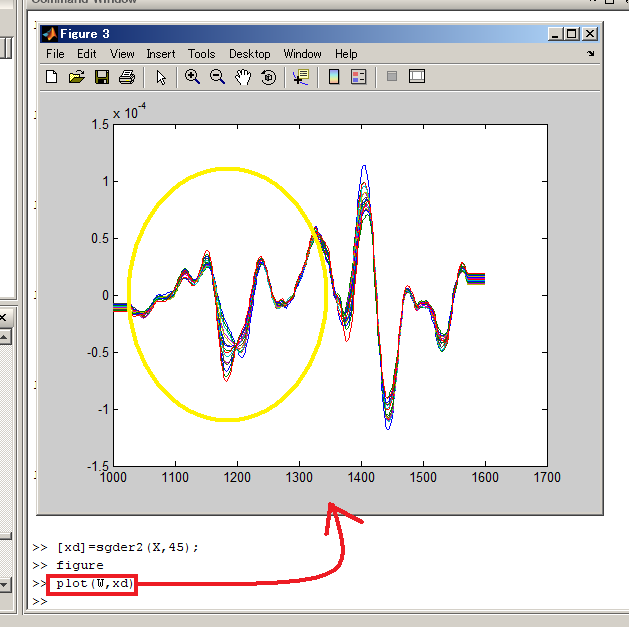 Command Window
Figure 3
File Edit View Insert Tools Desktop Window Help
x 10-4
1.5
1
0.5
0
-0.5
-1
-1.5
1000 1100 1200 1300 1400 1500 1600 1700
>> [xd]=sgder2(X,45);
>> figure
>> plot(W,xd)
>>